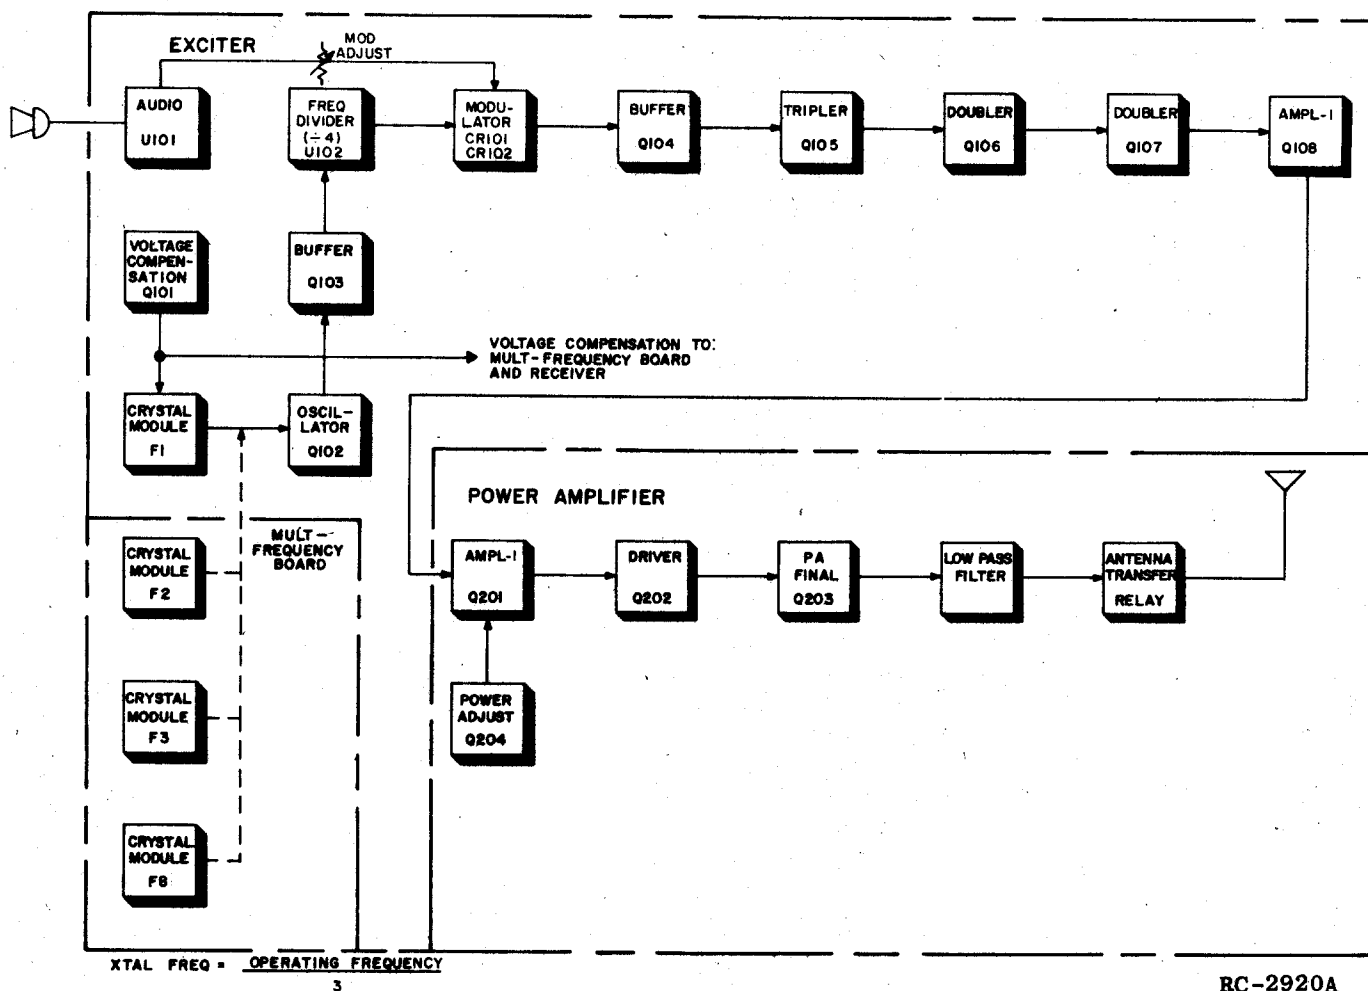 EXCITER
MOD
ADJUST
AUDIO
U101
FREQ
DIVIDER
(÷4)
U102
MODU-
LATOR
CR101
CR102
BUFFER
Q104
TRIPLER
Q105
DOUBLER
Q106
DOUBLER
Q107
AMPL-1
Q108
VOLTAGE
COMPEN-
SATION
Q101
BUFFER
Q103
VOLTAGE COMPENSATION TO:
MULT-FREQUENCY BOARD
AND RECEIVER
CRYSTAL
MODULE
F1
OSCIL-
LATOR
Q102
POWER AMPLIFIER
MULT-
FREQUENCY
BOARD
CRYSTAL
MODULE
F2
AMPL-1
Q201
DRIVER
Q202
PA
FINAL
Q203
LOW PASS
FILTER
ANTENNA
TRANSFER
RELAY
CRYSTAL
MODULE
F3
POWER
ADJUST
Q204
CRYSTAL
MODULE
F8
XTAL FREQ = OPERATING FREQUENCY
3
RC-2920A